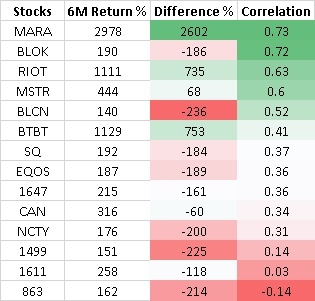 Stocks 6M Return % Difference % Correlation
MARA 2978 2602 0.73
BLOK 190 -186 0.72
RIOT 1111 735 0.63
MSTR 444 68 0.6
BLCN 140 -236 0.52
BTBT 1129 753 0.41
SQ 192 -184 0.37
EQOS 187 -189 0.36
1647 215 -161 0.36
CAN 316 -60 0.34
NCTY 176 -200 0.31
1499 151 -225 0.14
1611 258 -118 0.03
863 162 -214 -0.14